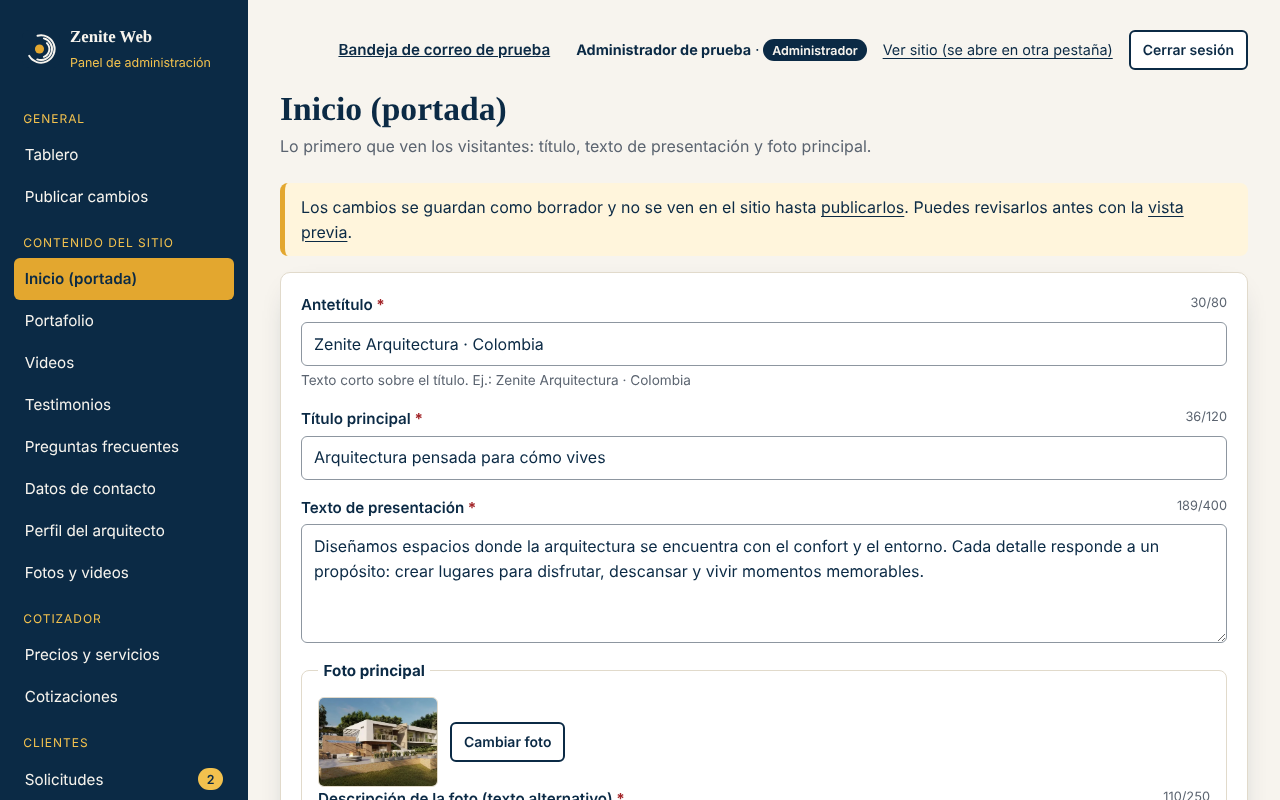 Zenite Web
Panel de administración
GENERAL
Tablero
Publicar cambios
CONTENIDO DEL SITIO
Inicio (portada)
Portafolio
Videos
Testimonios
Preguntas frecuentes
Datos de contacto
Perfil del arquitecto
Fotos y videos
COTIZADOR
Precios y servicios
Cotizaciones
CLIENTES
Solicitudes 2
Bandeja de correo de prueba Administrador de prueba · Administrador Ver sitio (se abre en otra pestaña) Cerrar sesión
Inicio (portada)
Lo primero que ven los visitantes: título, texto de presentación y foto principal.
Los cambios se guardan como borrador y no se ven en el sitio hasta publicarlos. Puedes revisarlos antes con la vista
previa.
Antetítulo * 30/80
Zenite Arquitectura · Colombia
Texto corto sobre el título. Ej.: Zenite Arquitectura · Colombia
Título principal * 36/120
Arquitectura pensada para cómo vives
Texto de presentación * 189/400
Diseñamos espacios donde la arquitectura se encuentra con el confort y el entorno. Cada detalle responde a un
propósito: crear lugares para disfrutar, descansar y vivir momentos memorables.
Foto principal
Cambiar foto
Descripción de la foto (texto alternativo) * 110/250